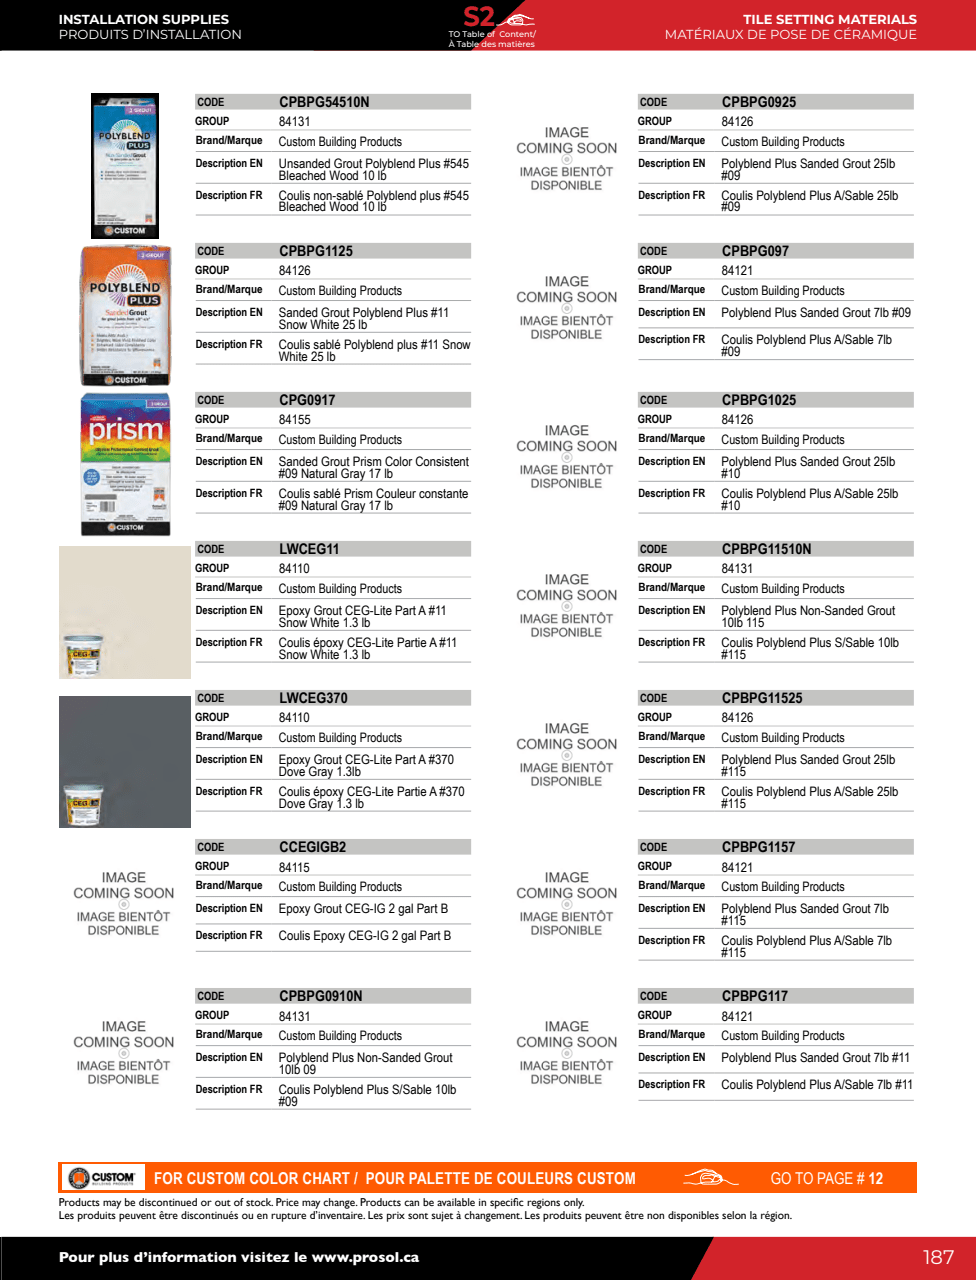 INSTALLATION SUPPLIES
PRODUITS D'INSTALLATION
S2
TO Table of Content/
À Table des matières
TILE SETTING MATERIALS
MATÉRIAUX DE POSE DE CÉRAMIQUE
POLYBLEND
PLUS
CUSTOM
CODE CPBPG54510N
GROUP 84131
Brand/Marque Custom Building Products
Description EN Unsanded Grout Polyblend Plus #545
Bleached Wood 10 lb
Description FR Coulis non-sablé Polyblend plus #545
Bleached Wood 10 lb
POLYBLEND
PLUS
Sanded Grout
CUSTOM
CODE CPBPG1125
GROUP 84126
Brand/Marque Custom Building Products
Description EN Sanded Grout Polyblend Plus #11
Snow White 25 lb
Description FR Coulis sablé Polyblend plus #11 Snow
White 25 lb
prism
CUSTOM
CODE CPG0917
GROUP 84155
Brand/Marque Custom Building Products
Description EN Sanded Grout Prism Color Consistent
#09 Natural Gray 17 lb
Description FR Coulis sablé Prism Couleur constante
#09 Natural Gray 17 lb
CEG-
CODE LWCEG11
GROUP 84110
Brand/Marque Custom Building Products
Description EN Epoxy Grout CEG-Lite Part A #11
Snow White 1.3 lb
Description FR Coulis époxy CEG-Lite Partie A #11
Snow White 1.3 lb
CEG-
CODE LWCEG370
GROUP 84110
Brand/Marque Custom Building Products
Description EN Epoxy Grout CEG-Lite Part A #370
Dove Gray 1.3lb
Description FR Coulis époxy CEG-Lite Partie A #370
Dove Gray 1.3 lb
IMAGE
COMING SOON
IMAGE BIENTÔT
DISPONIBLE
CODE CCEGIGB2
GROUP 84115
Brand/Marque Custom Building Products
Description EN Epoxy Grout CEG-IG 2 gal Part B
Description FR Coulis Epoxy CEG-IG 2 gal Part B
IMAGE
COMING SOON
IMAGE BIENTÔT
DISPONIBLE
CODE CPBPG0910N
GROUP 84131
Brand/Marque Custom Building Products
Description EN Polyblend Plus Non-Sanded Grout
10lb 09
Description FR Coulis Polyblend Plus S/Sable 10lb
#09
IMAGE
COMING SOON
IMAGE BIENTÔT
DISPONIBLE
CODE CPBPG0925
GROUP 84126
Brand/Marque Custom Building Products
Description EN Polyblend Plus Sanded Grout 25lb
#09
Description FR Coulis Polyblend Plus A/Sable 25lb
#09
IMAGE
COMING SOON
IMAGE BIENTÔT
DISPONIBLE
CODE CPBPG097
GROUP 84121
Brand/Marque Custom Building Products
Description EN Polyblend Plus Sanded Grout 7lb #09
Description FR Coulis Polyblend Plus A/Sable 7lb
#09
IMAGE
COMING SOON
IMAGE BIENTÔT
DISPONIBLE
CODE CPBPG1025
GROUP 84126
Brand/Marque Custom Building Products
Description EN Polyblend Plus Sanded Grout 25lb
#10
Description FR Coulis Polyblend Plus A/Sable 25lb
#10
IMAGE
COMING SOON
IMAGE BIENTÔT
DISPONIBLE
CODE CPBPG11510N
GROUP 84131
Brand/Marque Custom Building Products
Description EN Polyblend Plus Non-Sanded Grout
10lb 115
Description FR Coulis Polyblend Plus S/Sable 10lb
#115
IMAGE
COMING SOON
IMAGE BIENTÔT
DISPONIBLE
CODE CPBPG11525
GROUP 84126
Brand/Marque Custom Building Products
Description EN Polyblend Plus Sanded Grout 25lb
#115
Description FR Coulis Polyblend Plus A/Sable 25lb
#115
IMAGE
COMING SOON
IMAGE BIENTÔT
DISPONIBLE
CODE CPBPG1157
GROUP 84121
Brand/Marque Custom Building Products
Description EN Polyblend Plus Sanded Grout 7lb
#115
Description FR Coulis Polyblend Plus A/Sable 7lb
#115
IMAGE
COMING SOON
IMAGE BIENTÔT
DISPONIBLE
CODE CPBPG117
GROUP 84121
Brand/Marque Custom Building Products
Description EN Polyblend Plus Sanded Grout 7lb #11
Description FR Coulis Polyblend Plus A/Sable 7lb #11
CUSTOM
BUILDING PRODUCTS
FOR CUSTOM COLOR CHART / POUR PALETTE DE COULEURS CUSTOM
GO TO PAGE # 12
Products may be discontinued or out of stock. Price may change. Products can be available in specific regions only.
Les produits peuvent être discontinués ou en rupture d'inventaire. Les prix sont sujet à changement. Les produits peuvent être non disponibles selon la région.
Pour plus d'information visitez le www.prosol.ca
187